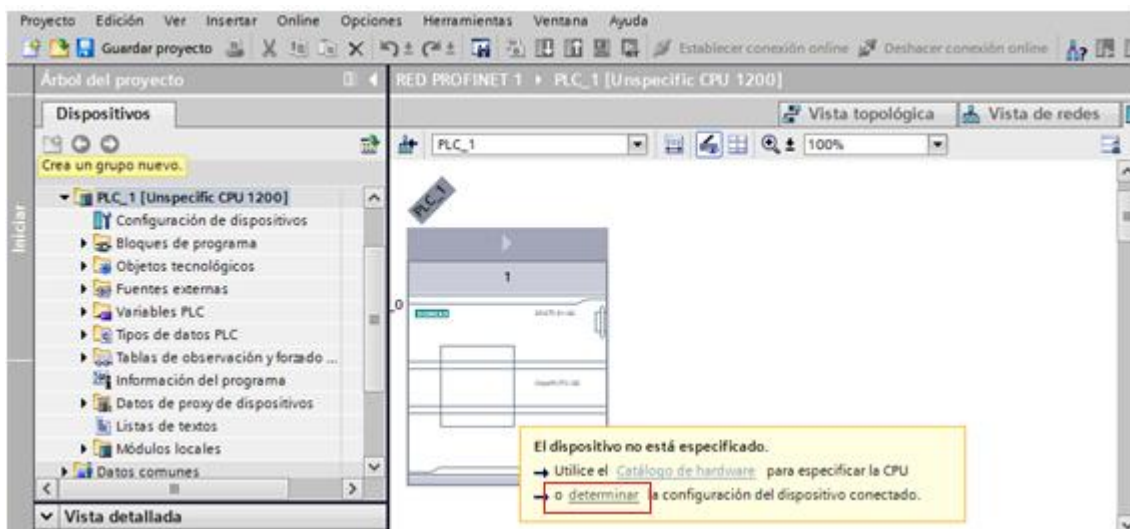 Proyecto Edición Ver Insertar Online Opciones Herramientas Ventana Ayuda
Guardar proyecto Establecer conexión online Deshacer conexión online
Árbol del proyecto
RED PROFINET 1 PLC_1 [Unspecific CPU 1200]
Dispositivos
Vista topológica Vista de redes
PLC_1 100%
Crea un grupo nuevo.
PLC_1 [Unspecific CPU 1200]
Configuración de dispositivos
Bloques de programa
Objetos tecnológicos
Fuentes externas
Variables PLC
Tipos de datos PLC
Tablas de observación y forzado ...
Información del programa
Datos de proxy de dispositivos
Listas de textos
Módulos locales
Datos comunes
Vista detallada
Iniciar
PLC_1
1
_0
SIEMENS
El dispositivo no está especificado.
Utilice el Catálogo de hardware para especificar la CPU
o determinar la configuración del dispositivo conectado.